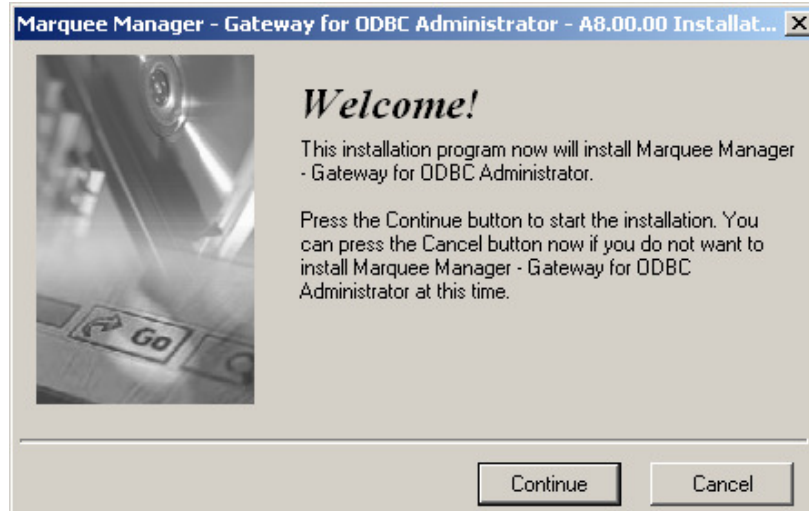 Marquee Manager - Gateway for ODBC Administrator - A8.00.00 Installat...
Welcome!
This installation program now will install Marquee Manager
- Gateway for ODBC Administrator.
Press the Continue button to start the installation. You
can press the Cancel button now if you do not want to
install Marquee Manager - Gateway for ODBC
Administrator at this time.
Go
Continue
Cancel